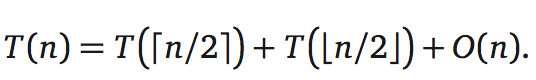 T(n) = T(⌈n/2⌉) + T(⌊n/2⌋) + O(n).